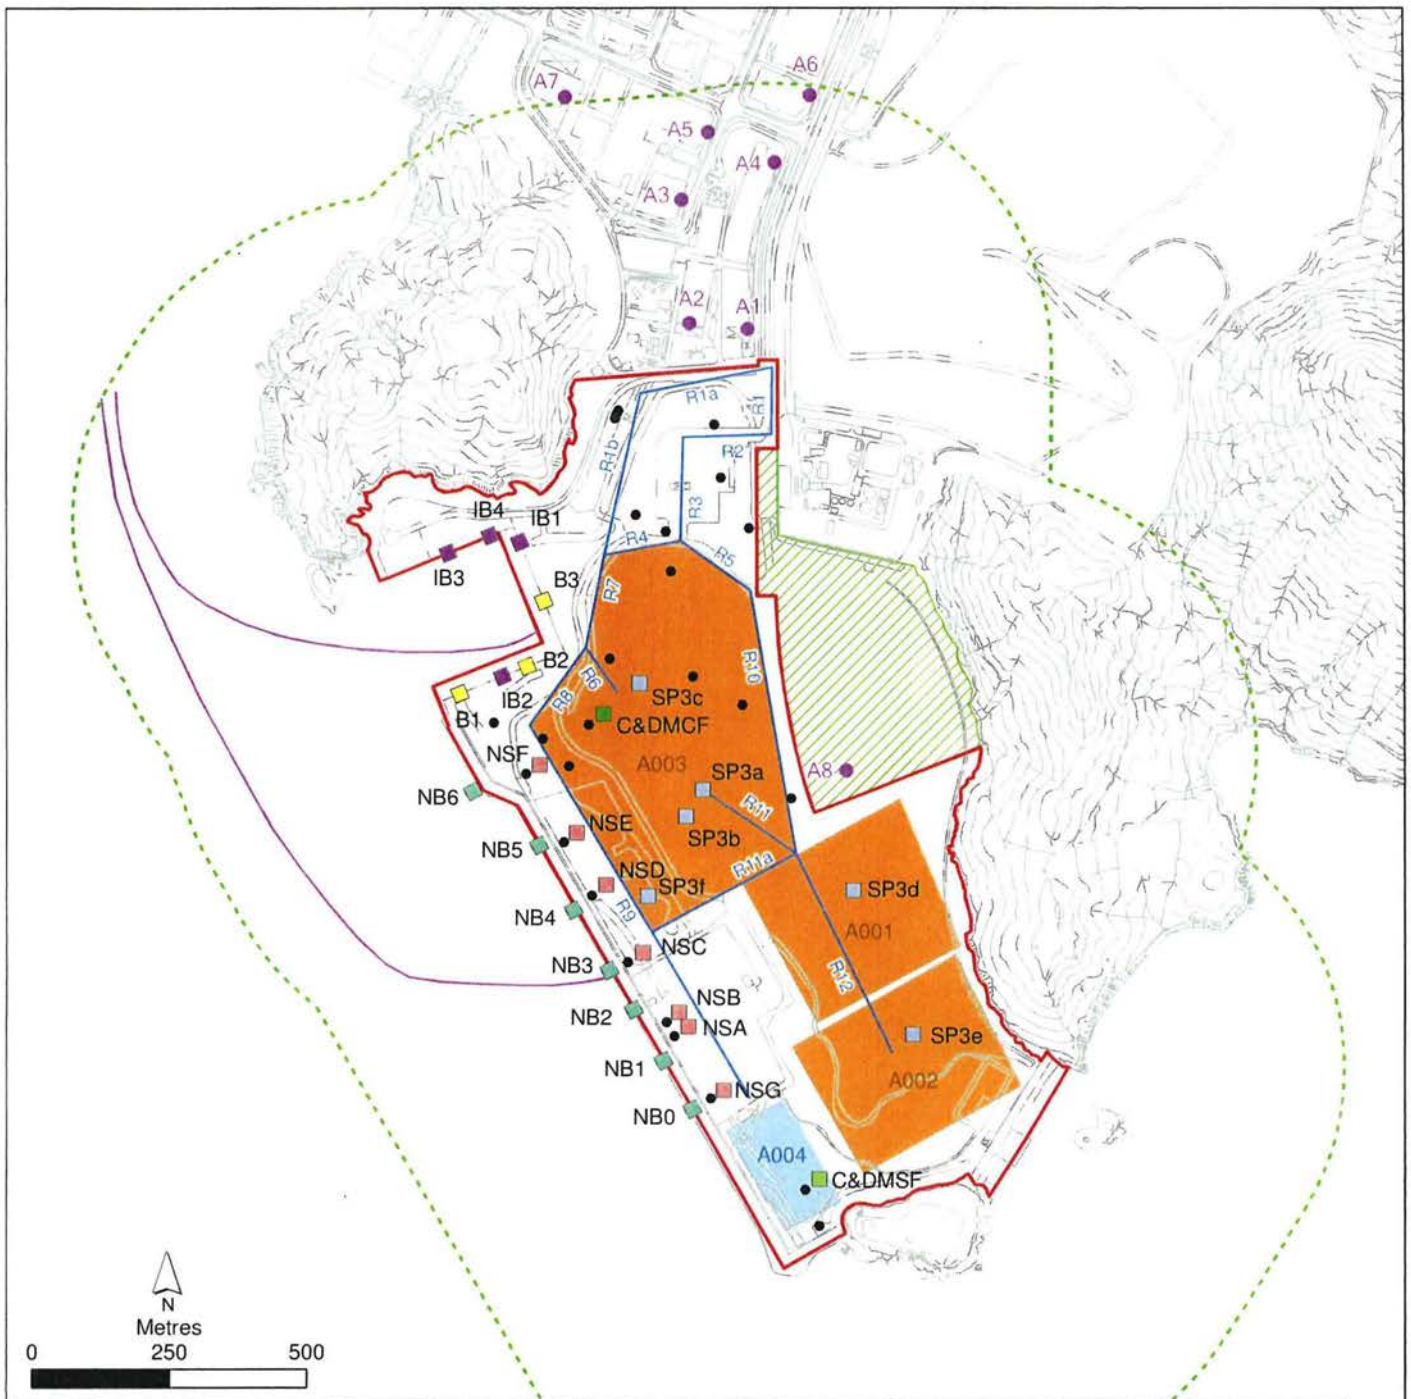 A6
A7
A5
A4
A3
A2
A1
R1a
R1
R1b
R2
R3
IB4
IB1
IB3
R4
R5
B3
R7
B2
R6
R10
IB2
SP3c
R8
B1
C&DMCF
NSF
A003
A8
SP3a
NB6
R11
NSE
SP3b
NB5
R11a
NSD
SP3f
SP3d
NB4
R9
A001
NSC
NB3
R12
NSB
NB2
NSA
SP3e
NB1
A002
NSG
NB0
A004
C&DMSF
N
Metres
0 250 500